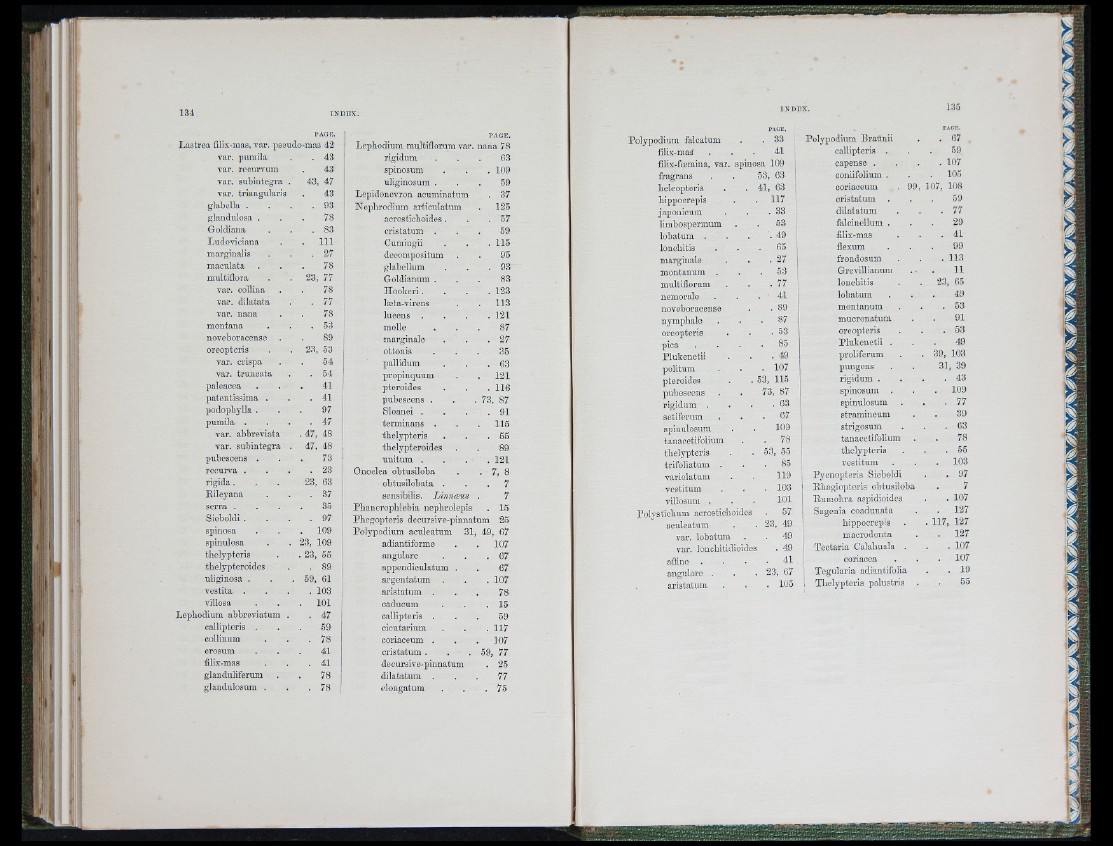 134 INDEX.
PAGE.
Lastrea filix-mas, var. pseudo-mas 42
var. pumila . 43
var. recurvum . 43
var. subintegra . 43, 47
var. triangularis . 43
glabella . . . . 93
glandulosa . . . 78
Goldiana . . . 83
Ludoviciana . . 111
marginalis . . . 27
maculata . . . 78
multiflora . . 23, 77
var. collina . . 78
var. dilatata . . 77
var. nana . . 78
montana . . . 53
noveboracense . . 89
oreopteris . . 23, 53
var. crispa . . 54
var. truncata . . 54
paleacea . . . 41
patentissima . . . 41
podophylla . . . 97
pumila . . . . 47
var. abbreviata . 47, 48
var. subintegra . 47, 48
pubescens . . . 73
recurva . . . . 23
rigida . . . 23, 63
Rileyana . . . 37
serra . . . . 35
Sieboldi . . . . 97
spinosa . . . 109
spinulosa . . 23, 109
thelypteris . . 23, 55
thelypteroides . . 89
uliginosa . . . 59, 61
vestita . . . . 103
villosa . . . 101
Lephodium abbreviatum . . 47
callipteris . . . 59
collinum . . . 78
erosum . . . 41
filix-mas . . . 41
glanduliferum . . 78
glandulosum . . . 78
PAGE.
Lephodium multiflorum var. nana 78
rigidum . . . 63
spinosum . . . 109
uliginosum . . . 59
Lepidonevron acuminatum . 37
Nephrodium articulatum . 125
acrostichoides . . . 57
cristatum . . . 59
Cumingii . . . 115
decompositum . . 95
glabellum . . . 93
Goldianum . . . 83
Hookeri . . . . 123
læta-virens . . 113
lucens . . . . 121
molle . . . 87
marginale . . . 27
ottonis . . . 35
pallidum . . . 63
propinquum . . 121
pteroides . . . 116
pubescens . . . 73, 87
Sloanei . . . . 91
terminans . . . 115
thelypteris . . . 55
thelypteroides . . 89
unitum . . . . 121
Onoclea obtusiloba . . 7, 8
obtusilobata . . . 7
sensibilis. Linnæus . 7
Phanerophlebia nephrolepis . 15
Phegopteris decursive-pinnatum 25
Polypodium aculeatum 31, 49, 67
adiantiforme . . 107
angulare . . . 67
appendiculatum . . 67
argentatum . . . 107
aristatum . . . 78
caducum . . . 15
callipteris . . . 59
cicutarium . . . 117
coriaceum . . . 107
cristatum . . . 59, 77
decursive-pinnatum . 25
dilatatum . . . 77
elongatum . . . 75
INDEX. 135
PAGE.
Polypodium falcatum . . 33
filix-mas . . . 41
filix-fœmina, var. spinosa 109
fragrans . . 53, 63
heleopteris . . 41, 63
hippocrepis . . 117
japonicum . . . 33
limbospermum . . 53
lobatum . . . . 49
lonchitis . . . 65
marginale . . . 27
montanum . . . 53
multiflorum . . . 77
nemorale . . . 41
noveboracense . . 89
nymphale . . . 87
oreopteris . . . 53
pica . . . . 85
Plukenetii . . . 49
politum . . . 107
pteroides . . 53, 115
pubescens . . 73, 87
rigidum . . . . 63
setiferum . . . 67
spinulosum . . 109
tanacetifolium . . 78
thelypteris . . 53, 55
trifoliatum . . . 85
variolatum . . 119
vestitum . . . 103
villosum . . . 101
Polystichum acrostichoides . 57
aculeatum . . 23, 49
var. lobatum . . 49
var. lonchitidioides . 49
affine . . . . 41
angulare . . . 23, 67
aristatum . . . 105
PAGE.
Polypodium Braünii . . 67
callipteris . . . 59
capense . . . . 107
coniifolium . . . 105
coriaceum . 99, 107, 108
cristatum . . . 59
dilatatum . . . 77
falcinellum . . . 29
filix-mas . . . 41
flexum . . . 99
frondosum . . . 113
Grevillianum . . 11
lonchitis . . 23, 65
lobatum . . . 49
montanum . . . 53
mucronatum . . 91
oreopteris . . . 53
Plukenetii . . . 49
proliferum . . 39, 103
pungens . . 31, 39
rigidum . . . . 43
spinosum . . . 109
spinulosum . . . 77
stramineum . . 39
strigosum . . . 63
tanacetifolium . . 78
thelypteris . . . 55
vestitum . . . 103
Pycnopteris Sieboldi . . 97
Rhagiopteris obtusiloba . 7
Rumohra aspidioides . . 107
Sagenia coadunata . . 127
hippocrepis . . 117, 127
macrodonta . . 127
Tectaria Calahuala . . . 107
coriacea . . . 107
Tegularia adiantifolia . . 19
Thelypteris palustris . . 55